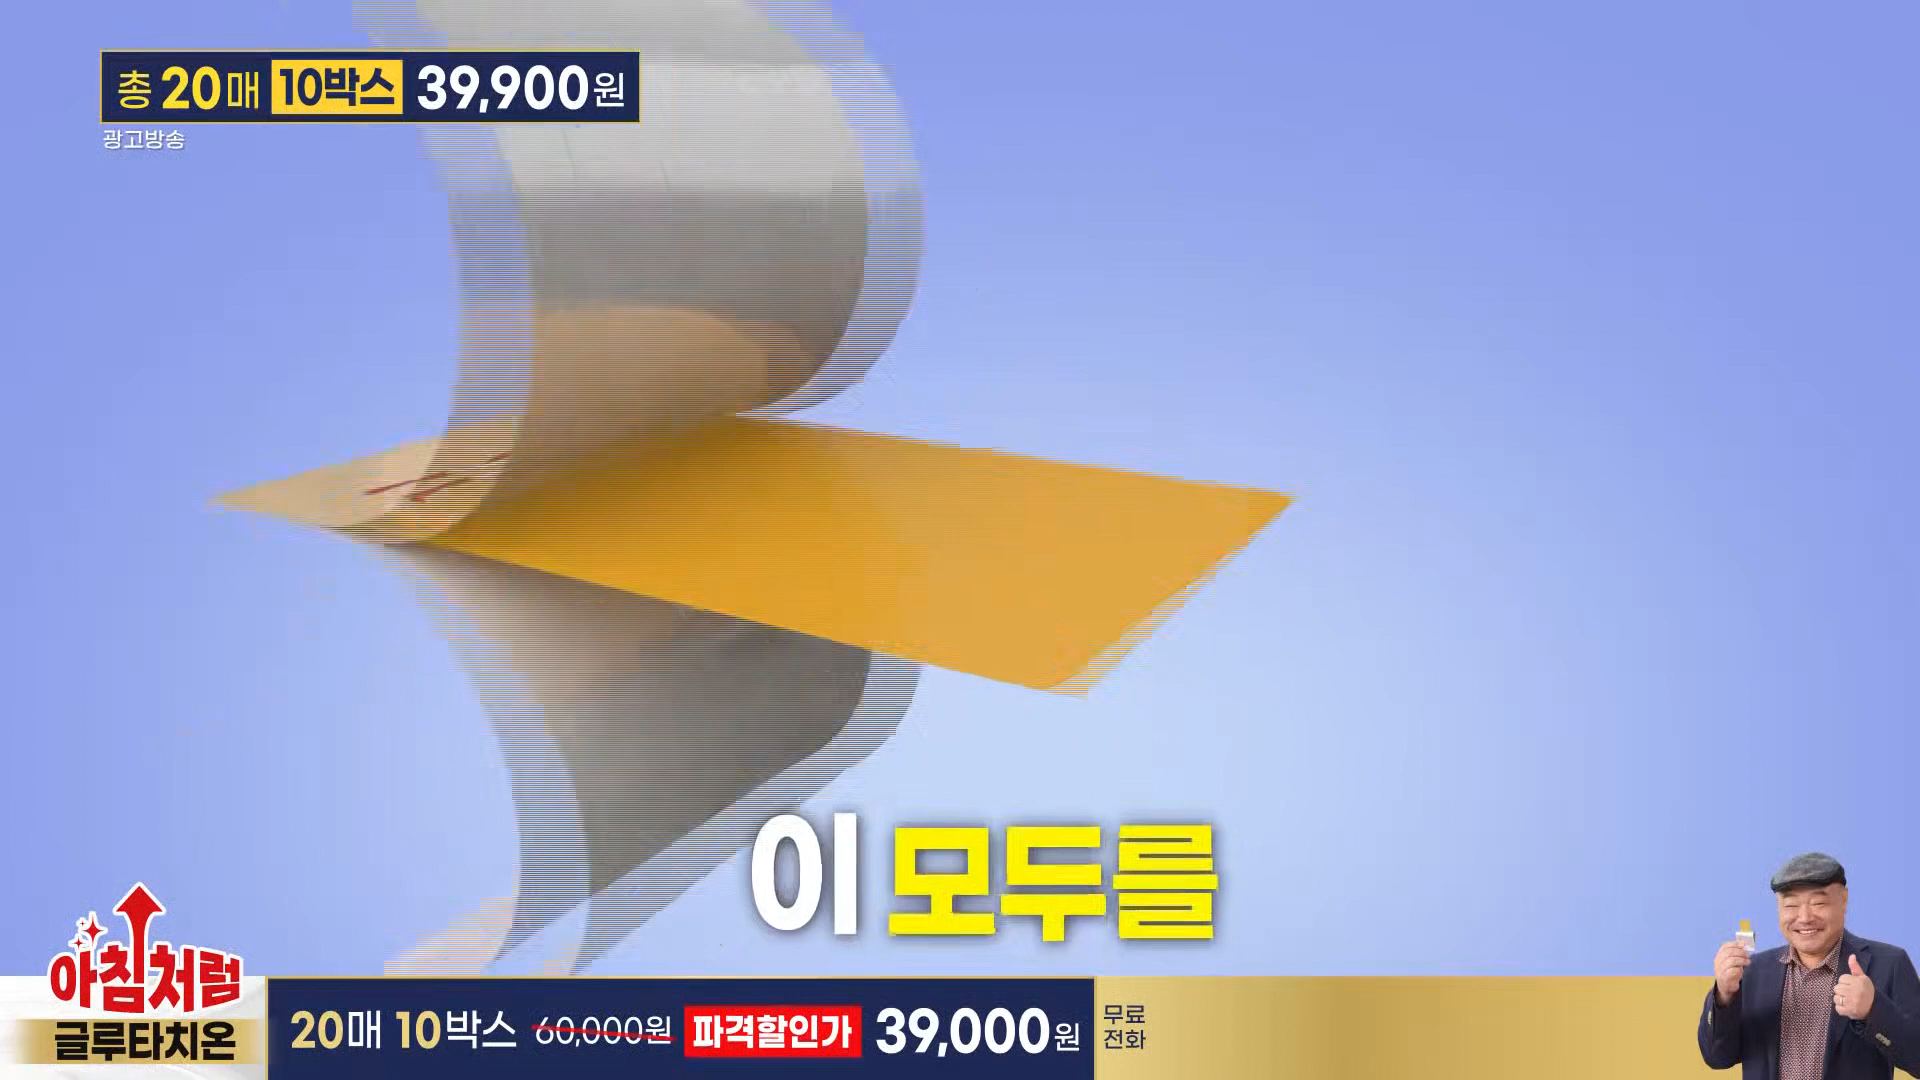 총 20매 10박스 39,900원
광고방송
이 모두를
아침처럼
글루타치온
20매 10박스 60,000원 파격할인가 39,000원
무료
전화